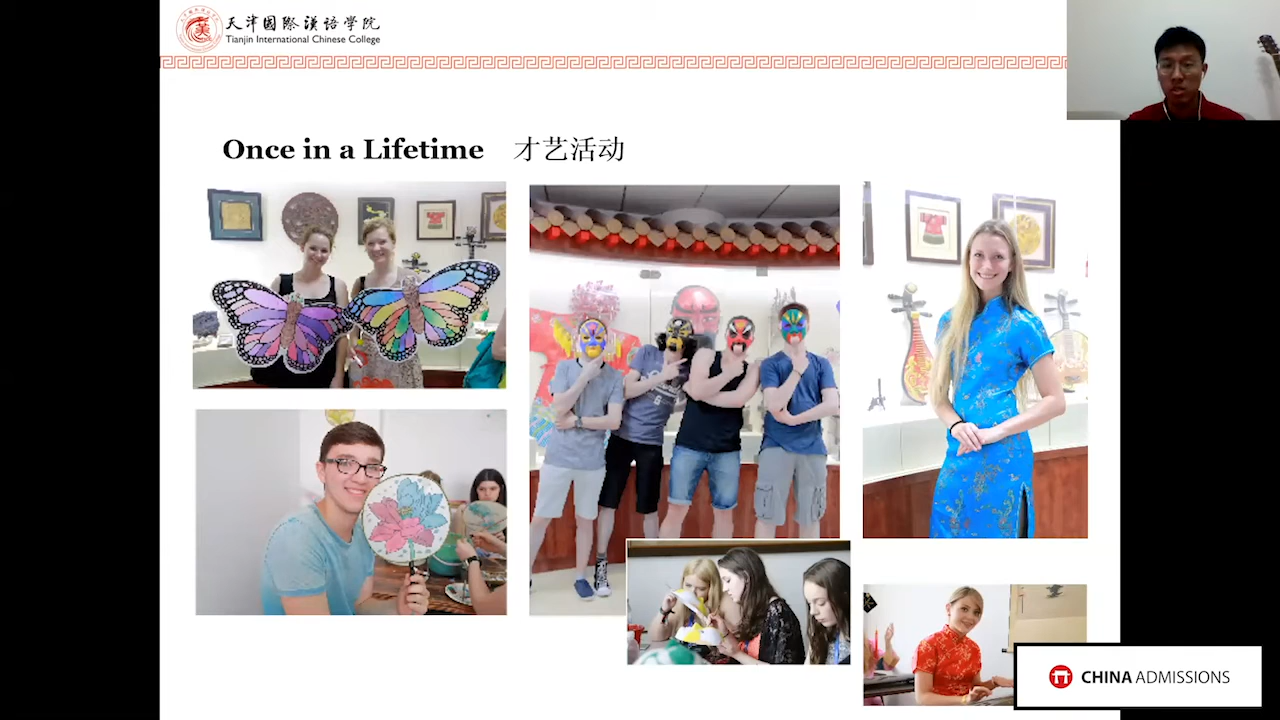 天津國際漢語學院
Tianjin International Chinese College
Once in a Lifetime 才艺活动
CHINA ADMISSIONS